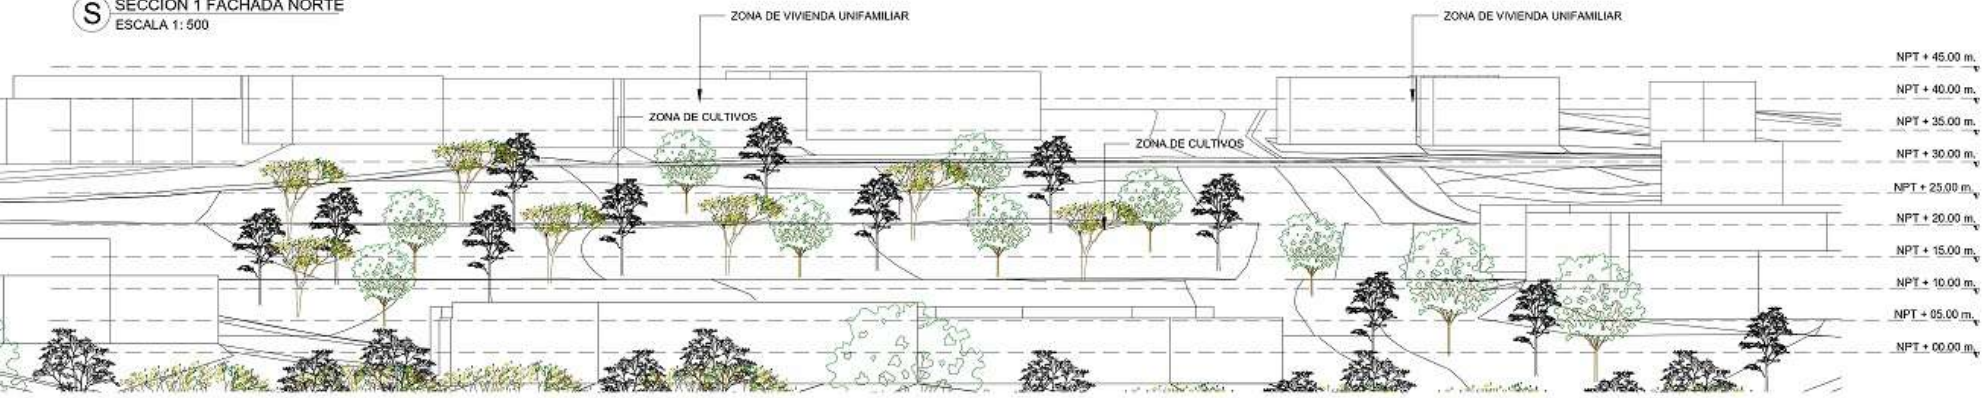 S
SECCIÓN 1 FACHADA NORTE
ESCALA 1: 500
ZONA DE VIVIENDA UNIFAMILIAR
ZONA DE VIVIENDA UNIFAMILIAR
ZONA DE CULTIVOS
ZONA DE CULTIVOS
NPT + 45.00 m.
NPT + 40.00 m.
NPT + 35.00 m.
NPT + 30.00 m.
NPT + 25.00 m.
NPT + 20.00 m.
NPT + 15.00 m.
NPT + 10.00 m.
NPT + 05.00 m.
NPT + 00.00 m.